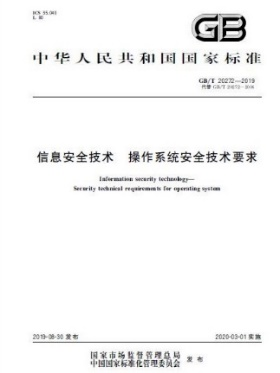 ICS 35.040
L 80
GB
中华人民共和国国家标准
GB/T 20272—2019
代替 GB/T 20272—2006
信息安全技术 操作系统安全技术要求
Information security technology—
Security technical requirements for operating system
2019-08-30 发布
2020-03-01 实施
国家市场监督管理总局
中国国家标准化管理委员会 发布